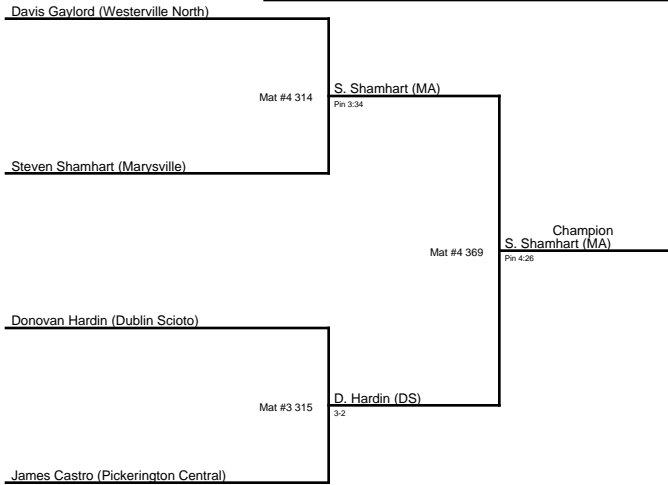 Davis Gaylord (Westerville North)
Mat #4 314
S. Shamhart (MA)
Pin 3:34
Steven Shamhart (Marysville)
Mat #4 369
Champion
S. Shamhart (MA)
Pin 4:26
Donovan Hardin (Dublin Scioto)
Mat #3 315
D. Hardin (DS)
3-2
James Castro (Pickerington Central)